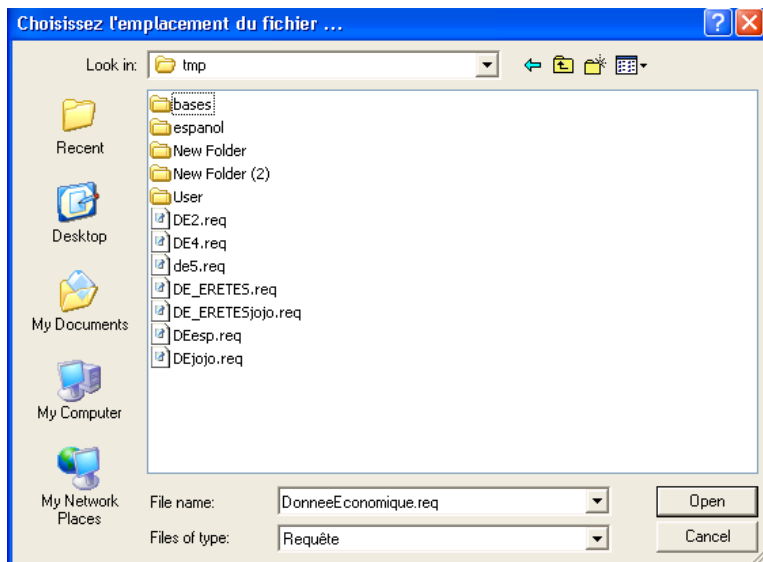 Choisissez l'emplacement du fichier ...
Look in:
tmp
Recent
Desktop
My Documents
My Computer
My Network
Places
bases
espanol
New Folder
New Folder (2)
User
DE2.req
DE4.req
de5.req
DE_ERETES.req
DE_ERETESjojo.req
DEesp.req
DEjojo.req
File name:
DonneeEconomique.req
Open
Files of type:
Requête
Cancel